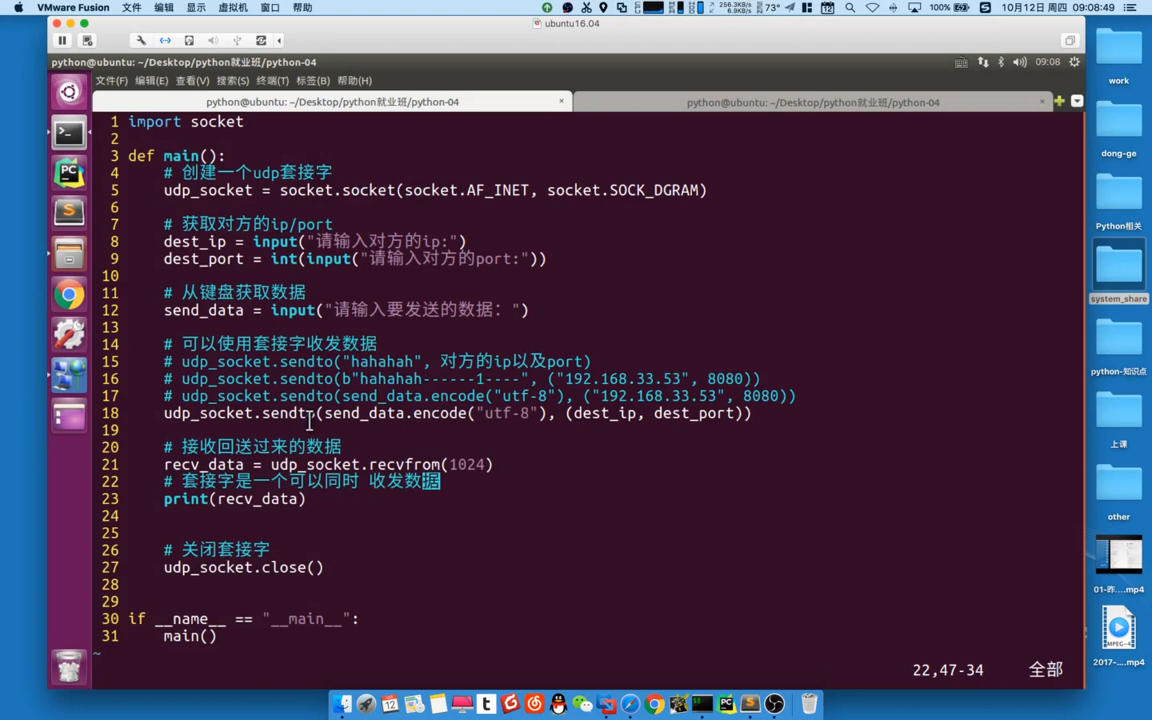 VMware Fusion 文件 编辑 显示 虚拟机 窗口 帮助 256.3KB/s 6.9KB/s 73° 100% 10月12日 周四 09:08:49
ubuntu16.04
python@ubuntu: ~/Desktop/python就业班/python-04 09:08
文件(F) 编辑(E) 查看(V) 搜索(S) 终端(T) 标签(B) 帮助(H)
python@ubuntu: ~/Desktop/python就业班/python-04 × python@ubuntu: ~/Desktop/python就业班/python-04 ×
1 import socket
2
3 def main():
4 # 创建一个udp套接字
5 udp_socket = socket.socket(socket.AF_INET, socket.SOCK_DGRAM)
6
7 # 获取对方的ip/port
8 dest_ip = input("请输入对方的ip:")
9 dest_port = int(input("请输入对方的port:"))
10
11 # 从键盘获取数据
12 send_data = input("请输入要发送的数据: ")
13
14 # 可以使用套接字收发数据
15 # udp_socket.sendto("hahahah", 对方的ip以及port)
16 # udp_socket.sendto(b"hahahah------1----", ("192.168.33.53", 8080))
17 # udp_socket.sendto(send_data.encode("utf-8"), ("192.168.33.53", 8080))
18 udp_socket.sendto(send_data.encode("utf-8"), (dest_ip, dest_port))
19
20 # 接收回送过来的数据
21 recv_data = udp_socket.recvfrom(1024)
22 # 套接字是一个可以同时 收发数据
23 print(recv_data)
24
25
26 # 关闭套接字
27 udp_socket.close()
28
29
30 if __name__ == "__main__":
31 main()
~
22,47-34 全部
work
dong-ge
Python相关
system_share
python-知识点
上课
other
01-昨....mp4
MPEG-4
2017-....mp4